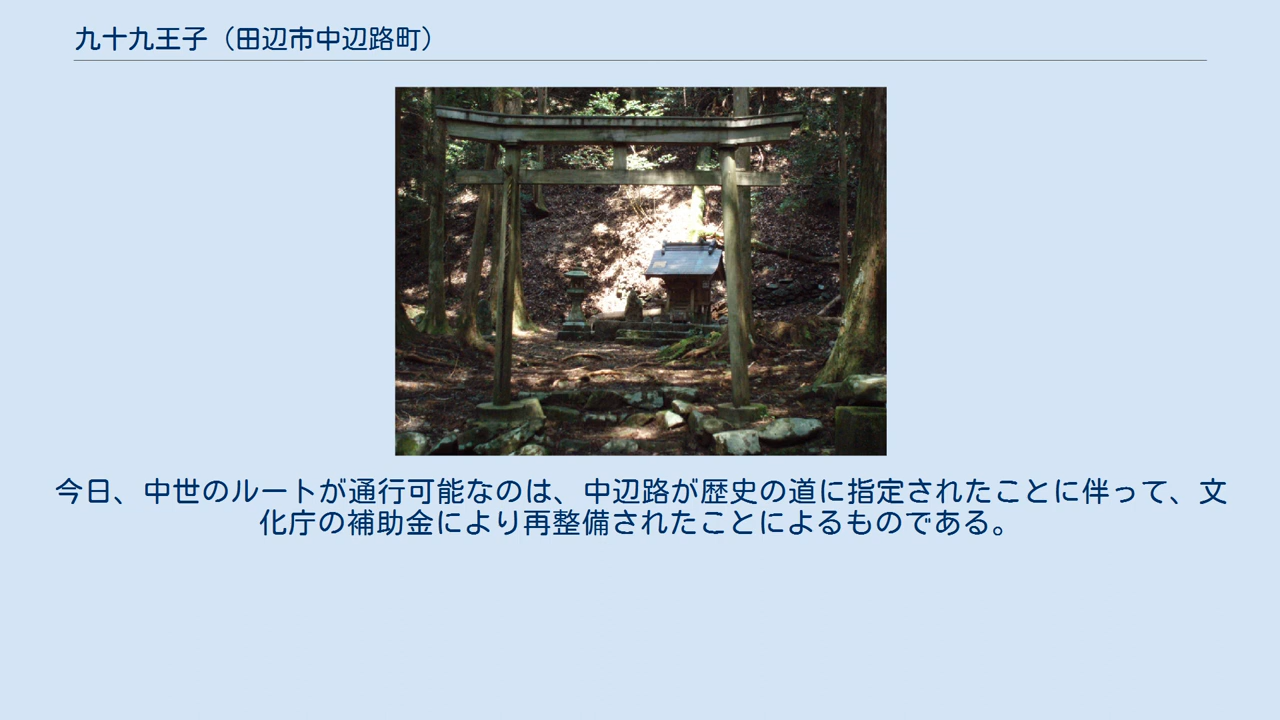 九十九王子（田辺市中辺路町）
今日、中世のルートが通行可能なのは、中辺路が歴史の道に指定されたことに伴って、文
化庁の補助金により再整備されたことによるものである。